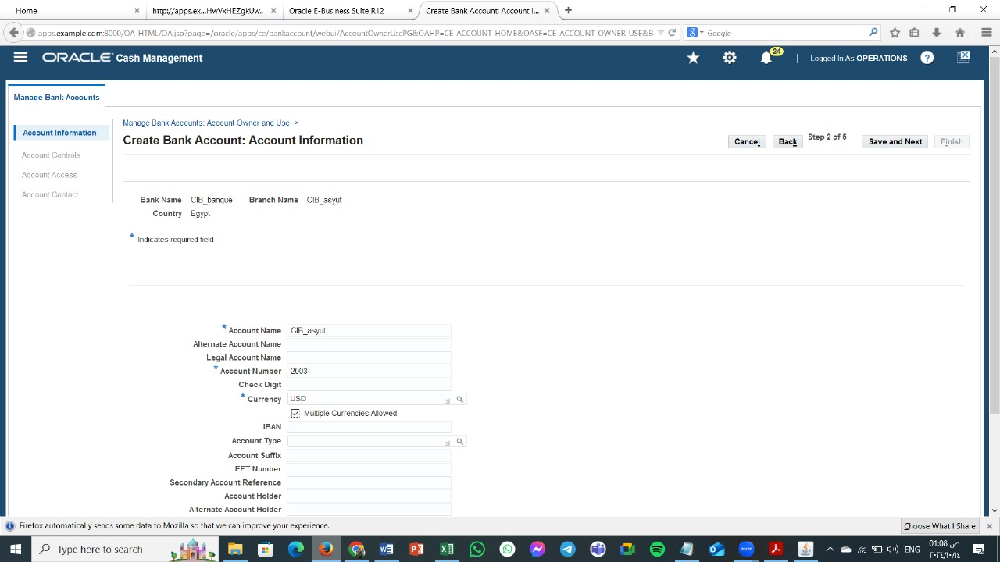 Home
http://apps.ex...HwVxHEZgkUw..
Oracle E-Business Suite R12
Create Bank Account: Account I...
apps.example.com:8000/OA_HTML/OA.jsp?page=/oracle/apps/ce/bankaccount/webui/AccountOwnerUsePG&OAHP=CE_ACCOUNT_HOME&OASF=CE_ACCOUNT_OWNER_USE&B
Google
ORACLE Cash Management
24
Logged In As OPERATIONS
Manage Bank Accounts
Account Information
Account Controls
Account Access
Account Contact
Manage Bank Accounts: Account Owner and Use >
Create Bank Account: Account Information
Cancel
Back
Step 2 of 5
Save and Next
Finish
Bank Name CIB_banque Branch Name CIB_asyut
Country Egypt
* Indicates required field
* Account Name CIB_asyut
Alternate Account Name
Legal Account Name
* Account Number 2003
Check Digit
* Currency USD
Multiple Currencies Allowed
IBAN
Account Type
Account Suffix
EFT Number
Secondary Account Reference
Account Holder
Alternate Account Holder
Firefox automatically sends some data to Mozilla so that we can improve your experience.
Choose What I Share
Type here to search
zoom
ENG
01:08 ص
٢٠٢٤/١٠/١٤